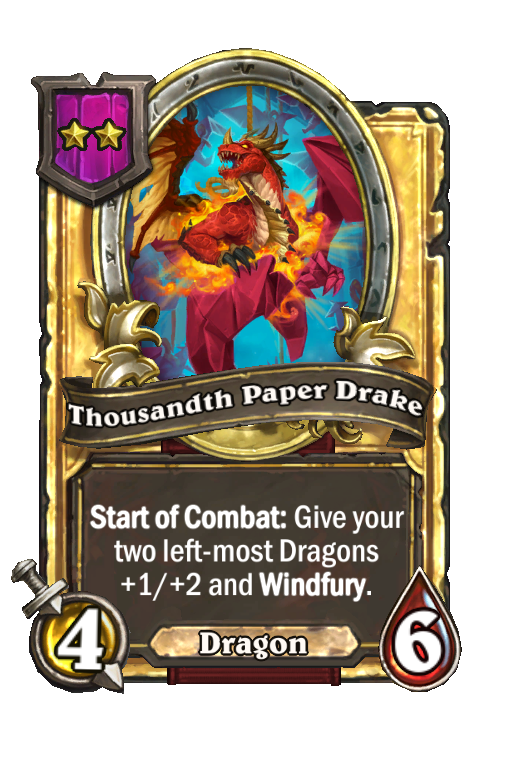 Thousandth Paper Drake
Start of Combat: Give your
two left-most Dragons
+1/+2 and Windfury.
4
Dragon
6